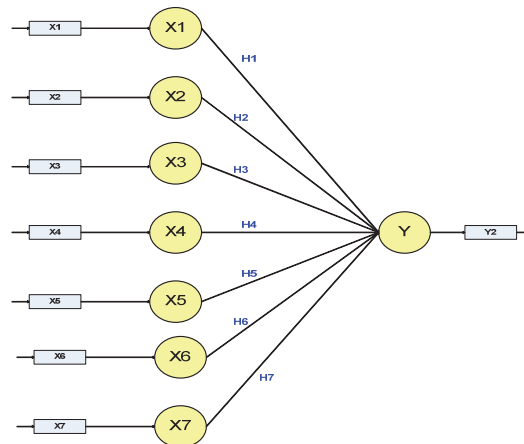 X1 X1
H1
X2 X2
H2
X3 X3
H3
X4 X4 H4 Y Y2
H5
X5 X5
H6
X6 X6
H7
X7 X7